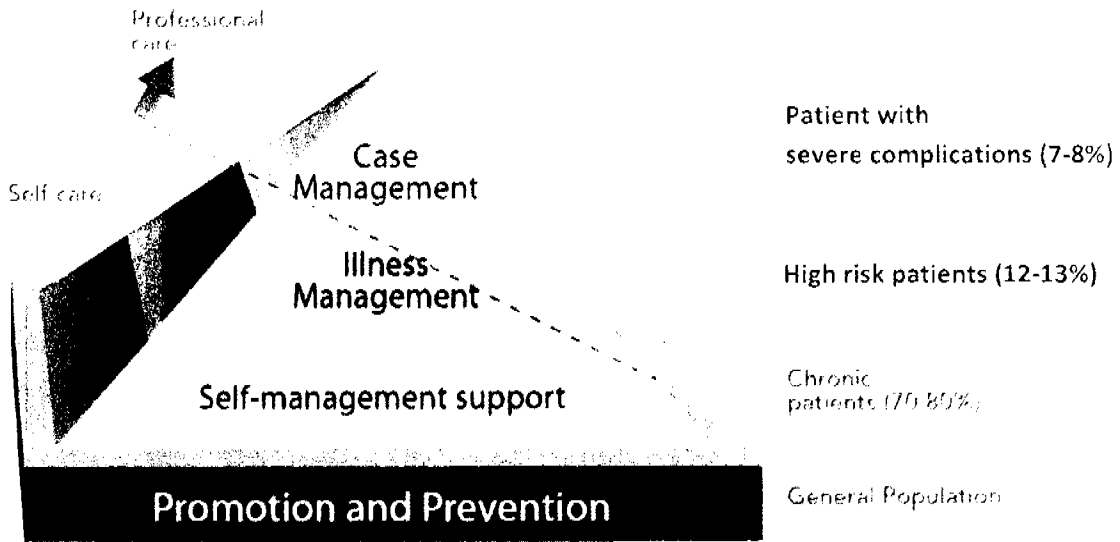 Professional
care
Self care
Case
Management
Patient with
severe complications (7-8%)
Illness
Management
High risk patients (12-13%)
Self-management support
Chronic
patients (70-80%)
Promotion and Prevention
General Population